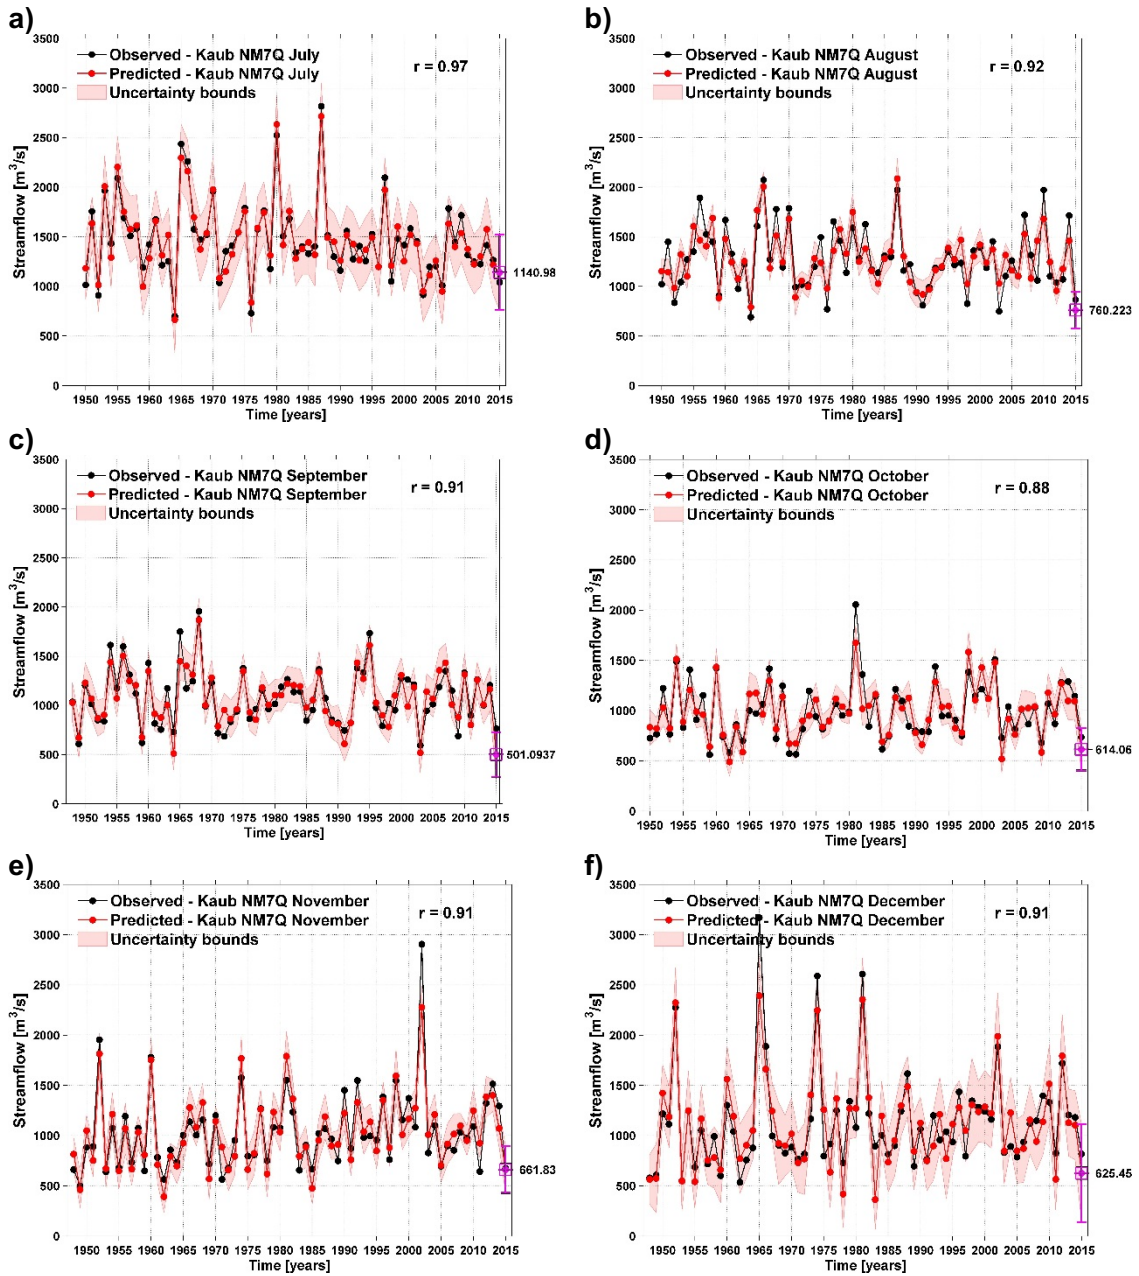 a)
Streamflow [m³/s]
3500
3000
2500
2000
1500
1000
500
0
Observed - Kaub NM7Q July
Predicted - Kaub NM7Q July
Uncertainty bounds
r = 0.97
1140.98
1950 1955 1960 1965 1970 1975 1980 1985 1990 1995 2000 2005 2010 2015
Time [years]
b)
Streamflow [m³/s]
3500
3000
2500
2000
1500
1000
500
0
Observed - Kaub NM7Q August
Predicted - Kaub NM7Q August
Uncertainty bounds
r = 0.92
760.223
1950 1955 1960 1965 1970 1975 1980 1985 1990 1995 2000 2005 2010 2015
Time [years]
c)
Streamflow [m³/s]
3500
3000
2500
2000
1500
1000
500
0
Observed - Kaub NM7Q September
Predicted - Kaub NM7Q September
Uncertainty bounds
r = 0.91
501.0937
1950 1955 1960 1965 1970 1975 1980 1985 1990 1995 2000 2005 2010 2015
Time [years]
d)
Streamflow [m³/s]
3500
3000
2500
2000
1500
1000
500
0
Observed - Kaub NM7Q October
Predicted - Kaub NM7Q October
Uncertainty bounds
r = 0.88
614.06
1950 1955 1960 1965 1970 1975 1980 1985 1990 1995 2000 2005 2010 2015
Time [years]
e)
Streamflow [m³/s]
3500
3000
2500
2000
1500
1000
500
0
Observed - Kaub NM7Q November
Predicted - Kaub NM7Q November
Uncertainty bounds
r = 0.91
661.83
1950 1955 1960 1965 1970 1975 1980 1985 1990 1995 2000 2005 2010 2015
Time [years]
f)
Streamflow [m³/s]
3500
3000
2500
2000
1500
1000
500
0
Observed - Kaub NM7Q December
Predicted - Kaub NM7Q December
Uncertainty bounds
r = 0.91
625.45
1950 1955 1960 1965 1970 1975 1980 1985 1990 1995 2000 2005 2010 2015
Time [years]